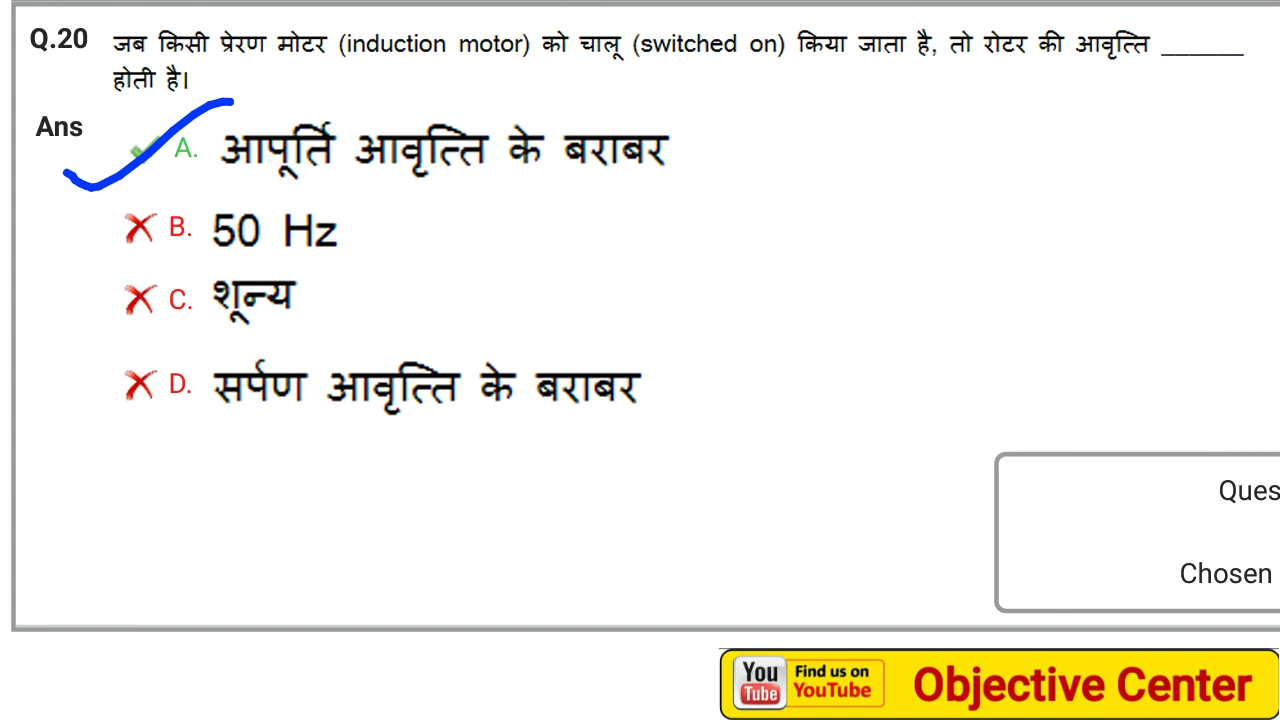 Q.20 जब किसी प्रेरण मोटर (induction motor) को चालू (switched on) किया जाता है, तो रोटर की आवृत्ति _______
होती है।
Ans
A. आपूर्ति आवृत्ति के बराबर
B. 50 Hz
C. शून्य
D. सर्पण आवृत्ति के बराबर
Ques
Chosen
You Tube Find us on YouTube Objective Center